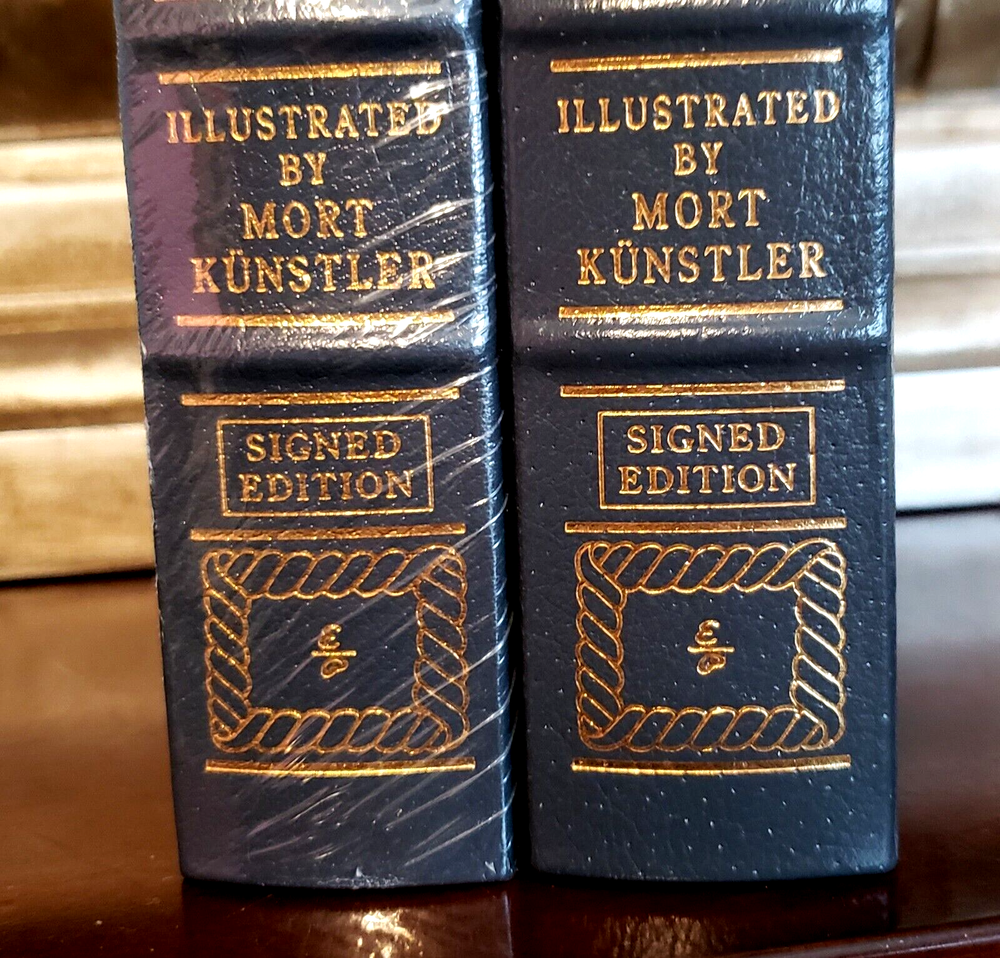 ILLUSTRATED
BY
MORT
KÜNSTLER
SIGNED
EDITION
ILLUSTRATED
BY
MORT
KÜNSTLER
SIGNED
EDITION